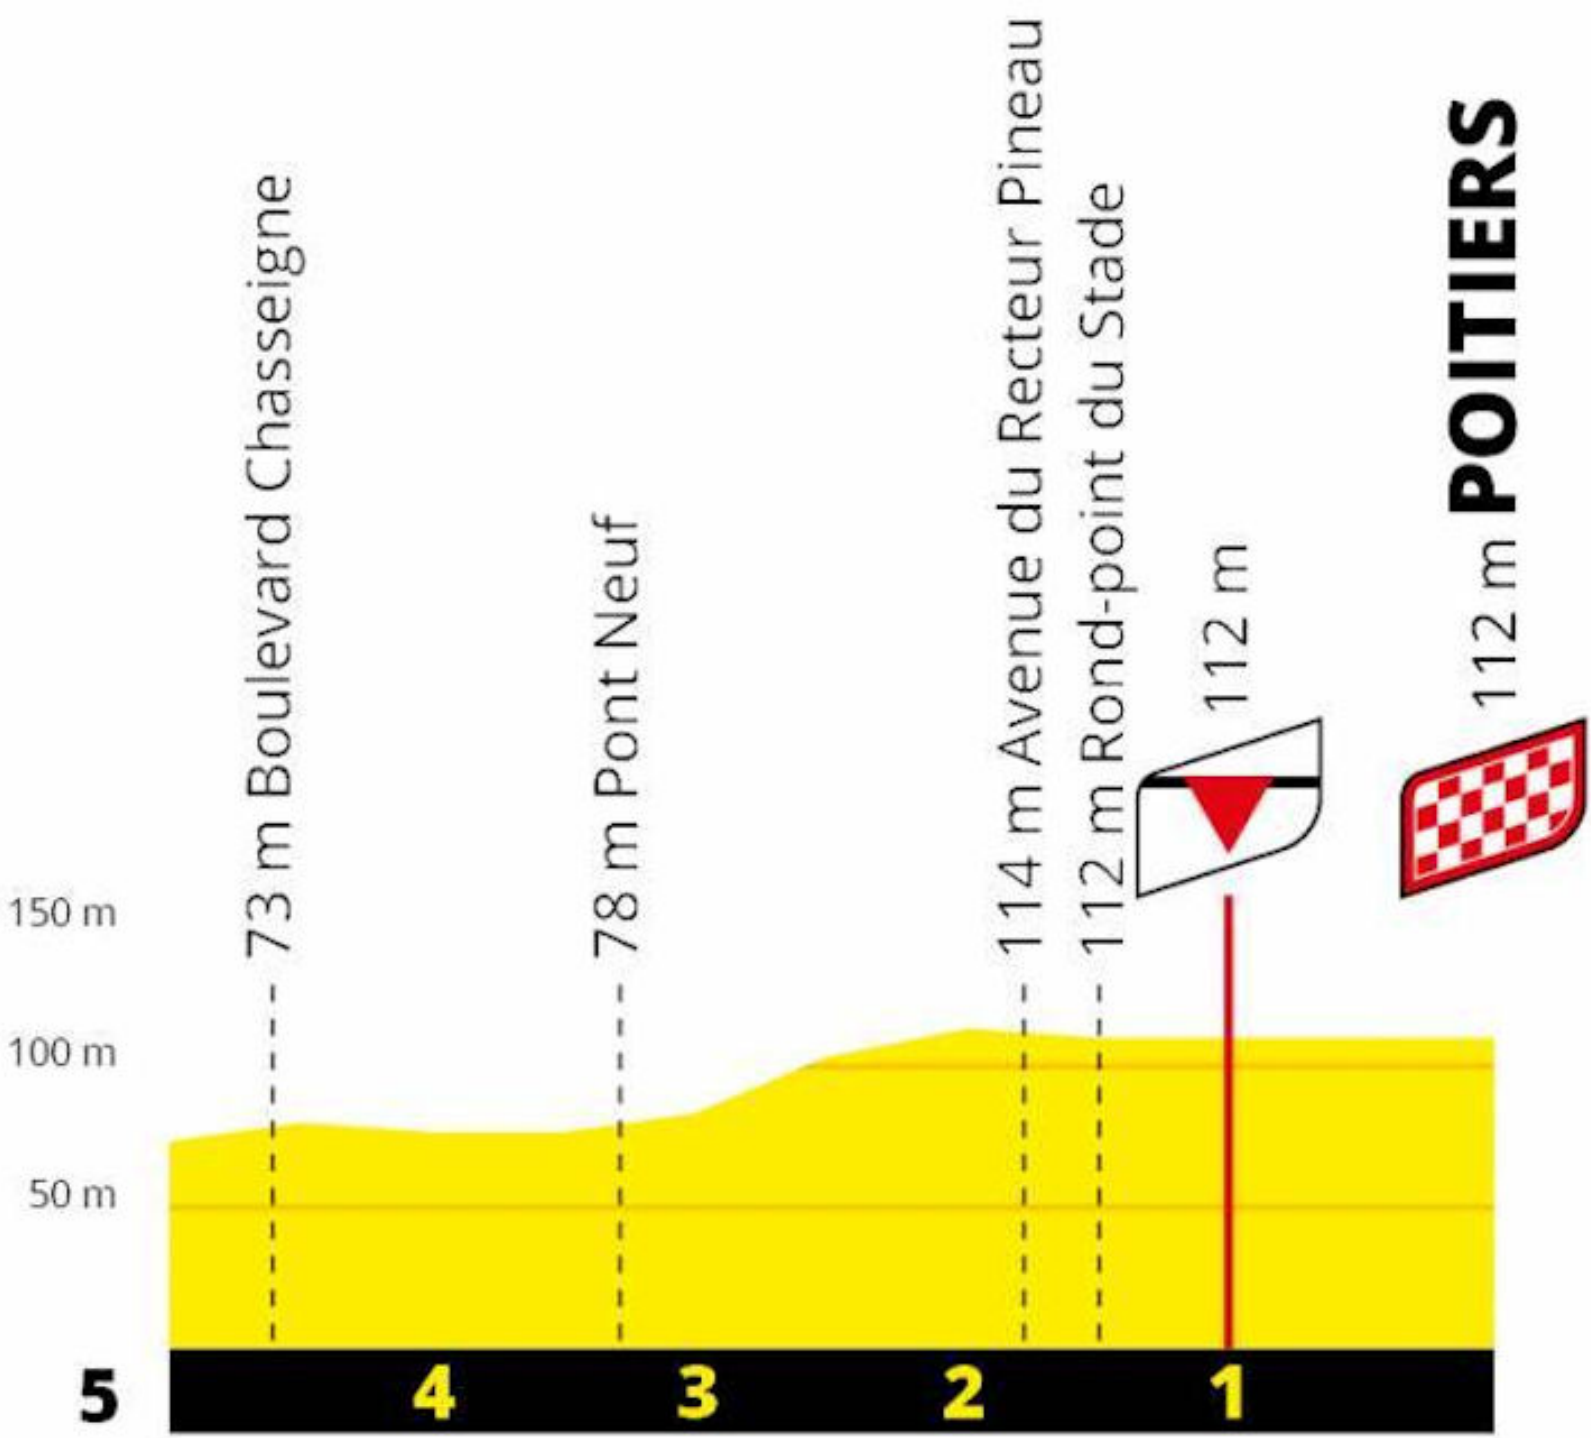 73 m Boulevard Chasseigne
78 m Pont Neuf
114 m Avenue du Recteur Pineau
112 m Rond-point du Stade
112 m
112 m POITIERS
150 m
100 m
50 m
5 4 3 2 1